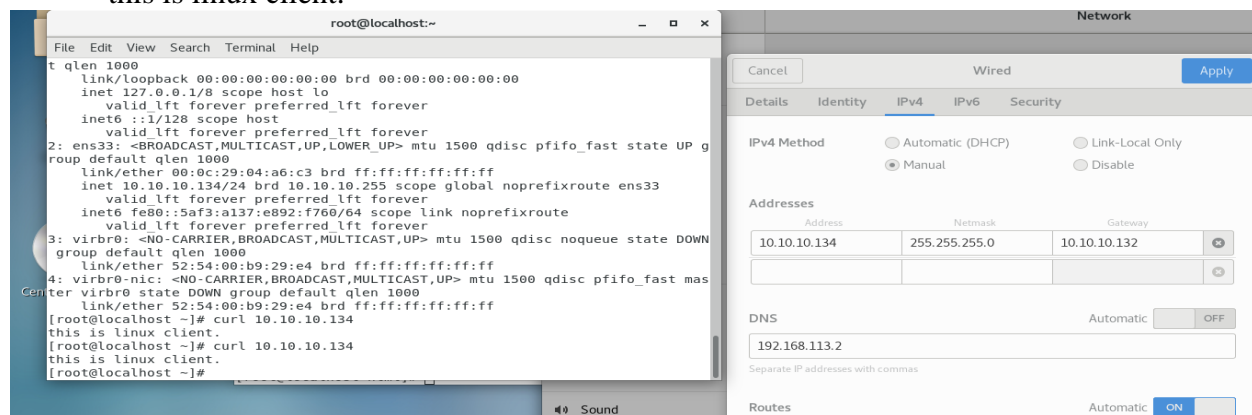 this is linux client.
root@localhost:~
File Edit View Search Terminal Help
t qlen 1000
link/loopback 00:00:00:00:00:00 brd 00:00:00:00:00:00
inet 127.0.0.1/8 scope host lo
valid_lft forever preferred_lft forever
inet6 ::1/128 scope host
valid_lft forever preferred_lft forever
2: ens33: <BROADCAST,MULTICAST,UP,LOWER_UP> mtu 1500 qdisc pfifo_fast state UP g
roup default qlen 1000
link/ether 00:0c:29:04:a6:c3 brd ff:ff:ff:ff:ff:ff
inet 10.10.10.134/24 brd 10.10.10.255 scope global noprefixroute ens33
valid_lft forever preferred_lft forever
inet6 fe80::5af3:a137:e892:f760/64 scope link noprefixroute
valid_lft forever preferred_lft forever
3: virbr0: <NO-CARRIER,BROADCAST,MULTICAST,UP> mtu 1500 qdisc noqueue state DOWN
group default qlen 1000
link/ether 52:54:00:b9:29:e4 brd ff:ff:ff:ff:ff:ff
4: virbr0-nic: <NO-CARRIER,BROADCAST,MULTICAST,UP> mtu 1500 qdisc pfifo_fast mas
ter virbr0 state DOWN group default qlen 1000
link/ether 52:54:00:b9:29:e4 brd ff:ff:ff:ff:ff:ff
[root@localhost ~]# curl 10.10.10.134
this is linux client.
[root@localhost ~]# curl 10.10.10.134
this is linux client.
[root@localhost ~]#
Cen
Network
Cancel Wired Apply
Details Identity IPv4 IPv6 Security
IPv4 Method Automatic (DHCP) Link-Local Only
Manual Disable
Addresses
Address Netmask Gateway
10.10.10.134 255.255.255.0 10.10.10.132
DNS Automatic OFF
192.168.113.2
Separate IP addresses with commas
Routes Automatic ON
Sound